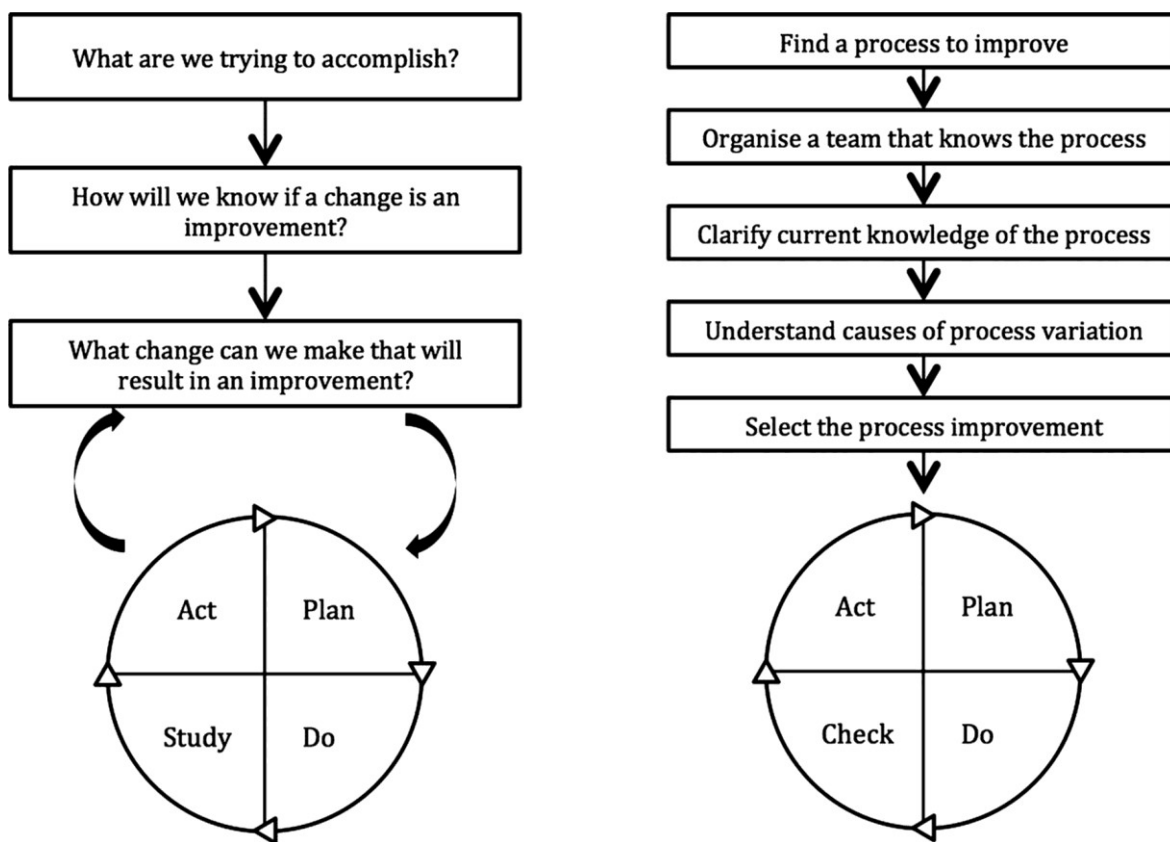 What are we trying to accomplish?
How will we know if a change is an
improvement?
What change can we make that will
result in an improvement?
Act
Plan
Study
Do
Find a process to improve
Organise a team that knows the process
Clarify current knowledge of the process
Understand causes of process variation
Select the process improvement
Act
Plan
Check
Do